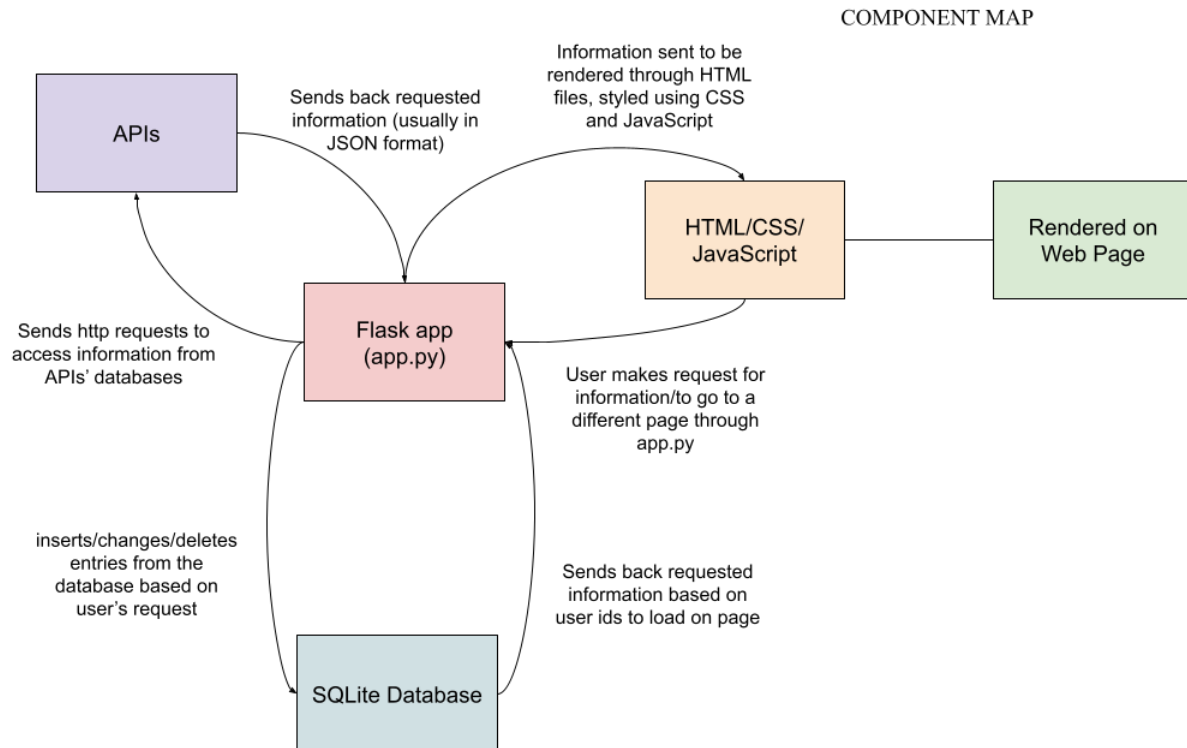 COMPONENT MAP
Information sent to be
rendered through HTML
files, styled using CSS
and JavaScript
Sends back requested
information (usually in
JSON format)
APIs
HTML/CSS/
JavaScript
Rendered on
Web Page
Flask app
(app.py)
Sends http requests to
access information from
APIs’ databases
User makes request for
information/to go to a
different page through
app.py
inserts/changes/deletes
entries from the
database based on
user’s request
Sends back requested
information based on
user ids to load on page
SQLite Database